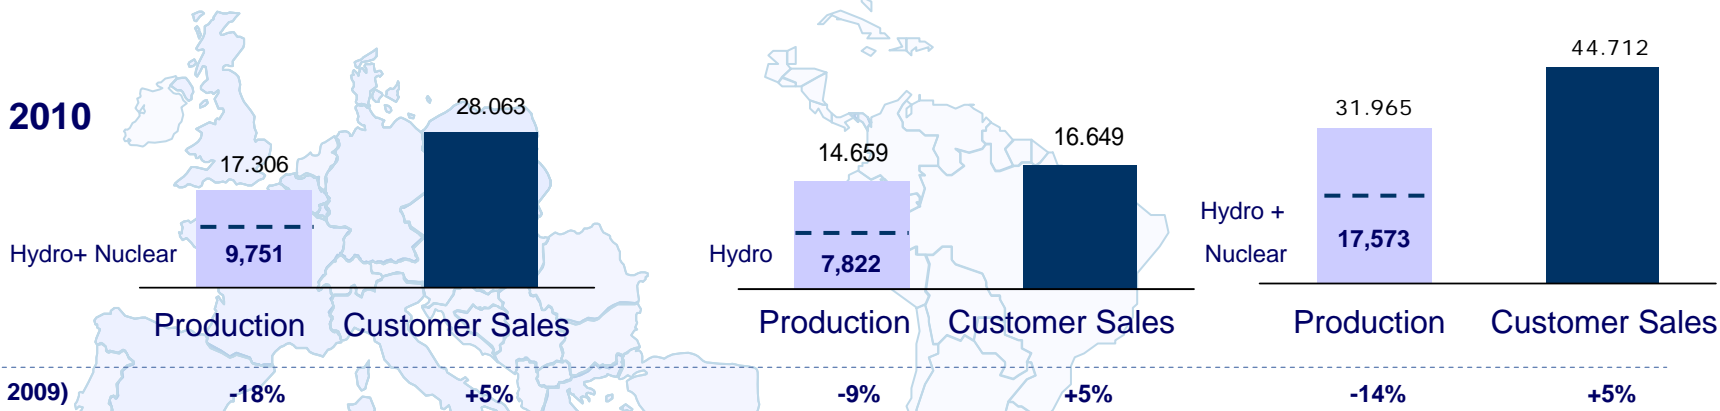 2010
28.063
17.306
Hydro+ Nuclear
9,751
Production
Customer Sales
14.659
16.649
Hydro
7,822
Production
Customer Sales
44.712
31.965
Hydro +
Nuclear
17,573
Production
Customer Sales
2009)
-18%
+5%
-9%
+5%
-14%
+5%